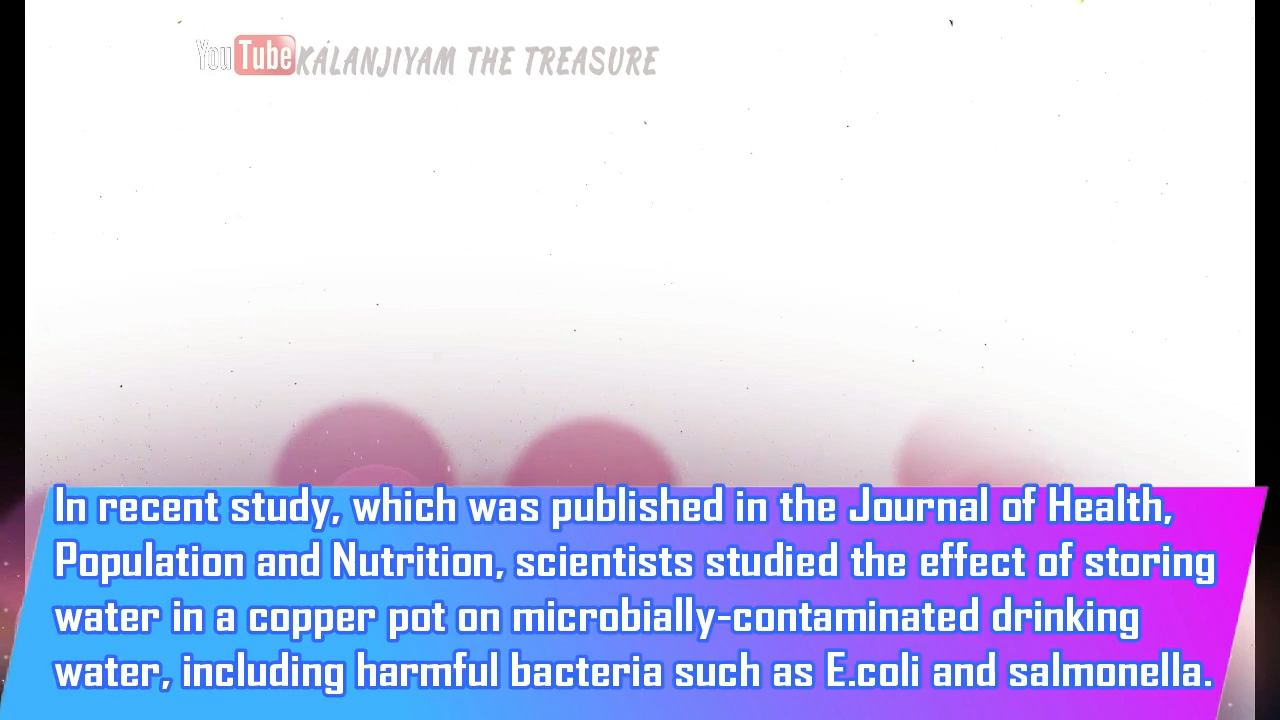 YouTube KALANJIYAM THE TREASURE
In recent study, which was published in the Journal of Health,
Population and Nutrition, scientists studied the effect of storing
water in a copper pot on microbially-contaminated drinking
water, including harmful bacteria such as E.coli and salmonella.